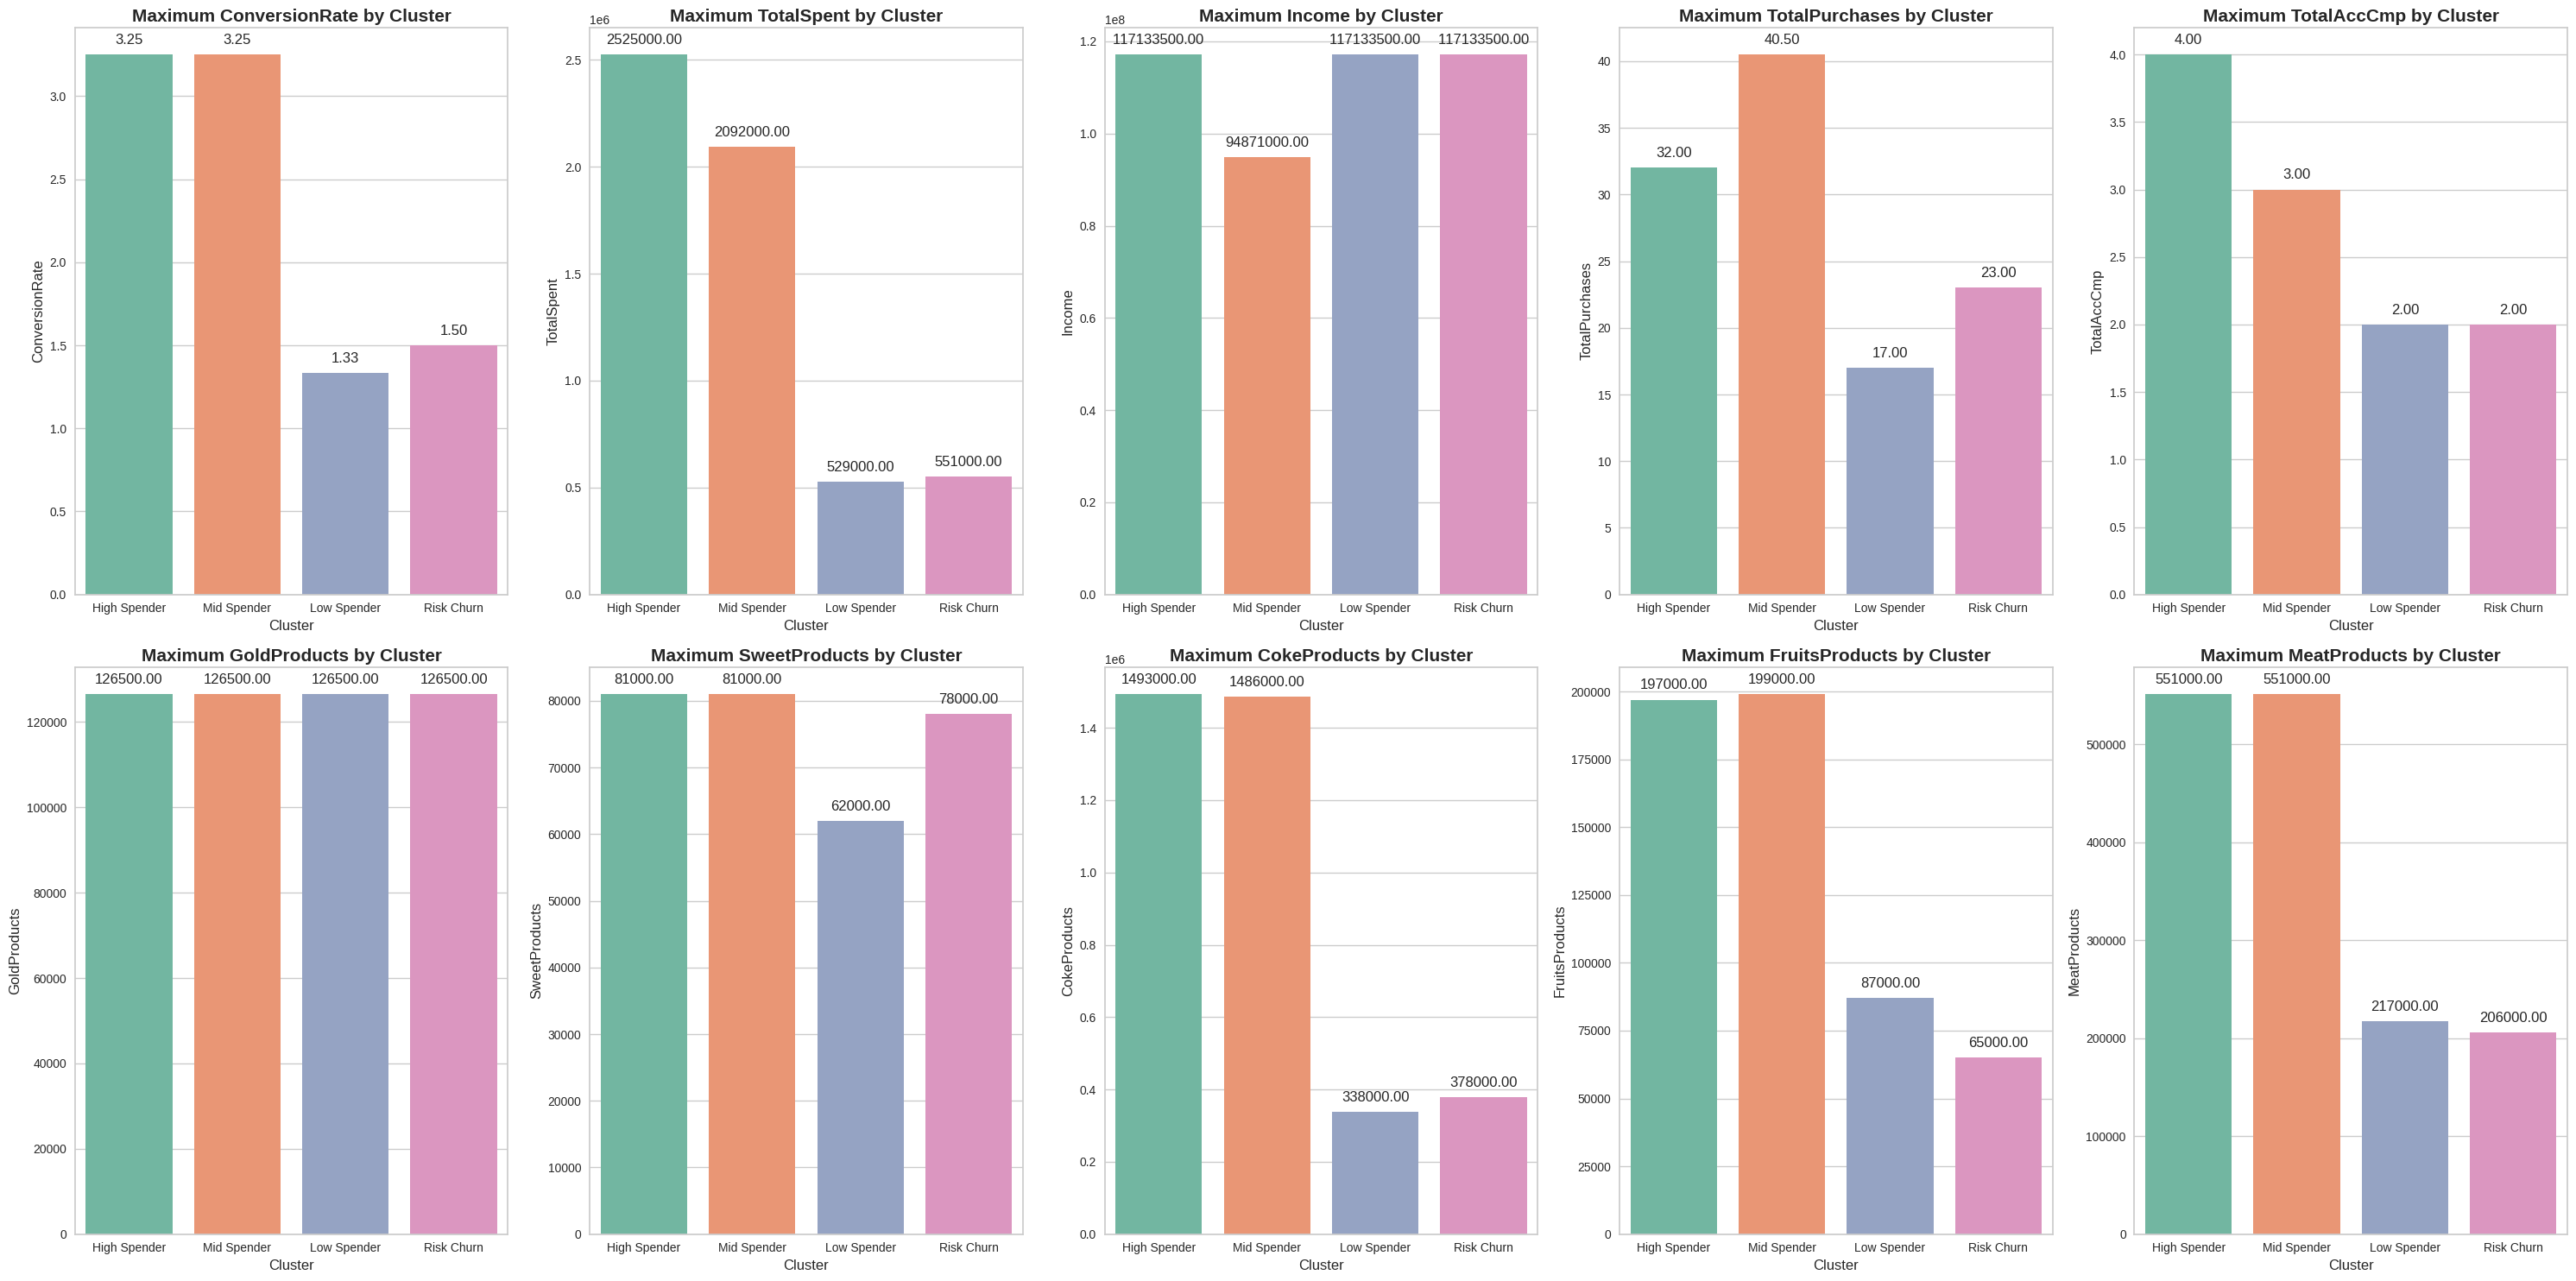 Maximum ConversionRate by Cluster
3.25
3.25
1.33
1.50
3.0
2.5
2.0
1.5
1.0
0.5
0.0
ConversionRate
High Spender
Mid Spender
Low Spender
Risk Churn
Cluster
Maximum TotalSpent by Cluster
1e6
2525000.00
2092000.00
529000.00
551000.00
2.5
2.0
1.5
1.0
0.5
0.0
TotalSpent
High Spender
Mid Spender
Low Spender
Risk Churn
Cluster
Maximum Income by Cluster
1e8
117133500.00
94871000.00
117133500.00
117133500.00
1.2
1.0
0.8
0.6
0.4
0.2
0.0
Income
High Spender
Mid Spender
Low Spender
Risk Churn
Cluster
Maximum TotalPurchases by Cluster
32.00
40.50
17.00
23.00
40
35
30
25
20
15
10
5
0
TotalPurchases
High Spender
Mid Spender
Low Spender
Risk Churn
Cluster
Maximum TotalAccCmp by Cluster
4.00
3.00
2.00
2.00
4.0
3.5
3.0
2.5
2.0
1.5
1.0
0.5
0.0
TotalAccCmp
High Spender
Mid Spender
Low Spender
Risk Churn
Cluster
Maximum GoldProducts by Cluster
126500.00
126500.00
126500.00
126500.00
120000
100000
80000
60000
40000
20000
0
GoldProducts
High Spender
Mid Spender
Low Spender
Risk Churn
Cluster
Maximum SweetProducts by Cluster
81000.00
81000.00
62000.00
78000.00
80000
70000
60000
50000
40000
30000
20000
10000
0
SweetProducts
High Spender
Mid Spender
Low Spender
Risk Churn
Cluster
Maximum CokeProducts by Cluster
1e6
1493000.00
1486000.00
338000.00
378000.00
1.4
1.2
1.0
0.8
0.6
0.4
0.2
0.0
CokeProducts
High Spender
Mid Spender
Low Spender
Risk Churn
Cluster
Maximum FruitsProducts by Cluster
197000.00
199000.00
87000.00
65000.00
200000
175000
150000
125000
100000
75000
50000
25000
0
FruitsProducts
High Spender
Mid Spender
Low Spender
Risk Churn
Cluster
Maximum MeatProducts by Cluster
551000.00
551000.00
217000.00
206000.00
500000
400000
300000
200000
100000
0
MeatProducts
High Spender
Mid Spender
Low Spender
Risk Churn
Cluster